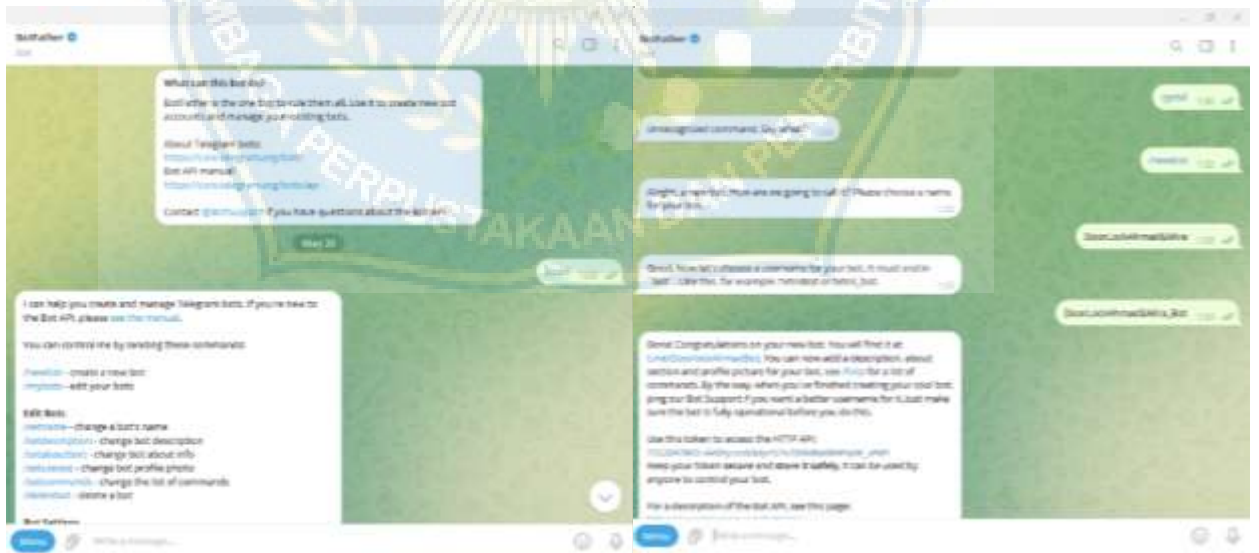 BotFather
bot
What can this bot do?
BotFather is the one bot to rule them all. Use it to create new bot
accounts and manage your existing bots.
About Telegram bots:
Bot API manual:
Contact @BotSupport if you have questions about the Bot API.
I can help you create and manage Telegram bots. If you're new to
the Bot API, please see the manual.
You can control me by sending these commands:
/newbot - create a new bot
/mybots - edit your bots
Edit Bots
/setname - change a bot's name
/setdescription - change bot description
/setabouttext - change bot about info
/setuserpic - change bot profile photo
/setcommands - change the list of commands
/deletebot - delete a bot
Bot Settings
Menu
Write a message...
BotFather
Unrecognized command. Say what?
/newbot
Alright, a new bot. How are we going to call it? Please choose a name
for your bot.
Good. Now let's choose a username for your bot. It must end in
`bot`. Like this, for example: TetrisBot or tetris_bot.
Done! Congratulations on your new bot. You will find it at
You can now add a description, about
section and profile picture for your bot, see /help for a list of
commands. By the way, when you've finished creating your cool bot,
ping our Bot Support if you want a better username for it. Just make
sure the bot is fully operational before you do this.
Use this token to access the HTTP API:
Keep your token secure and store it safely, it can be used by
anyone to control your bot.
For a description of the Bot API, see this page:
Menu
Write a message...
PERPUSTAKAAN DAN PENERBIT